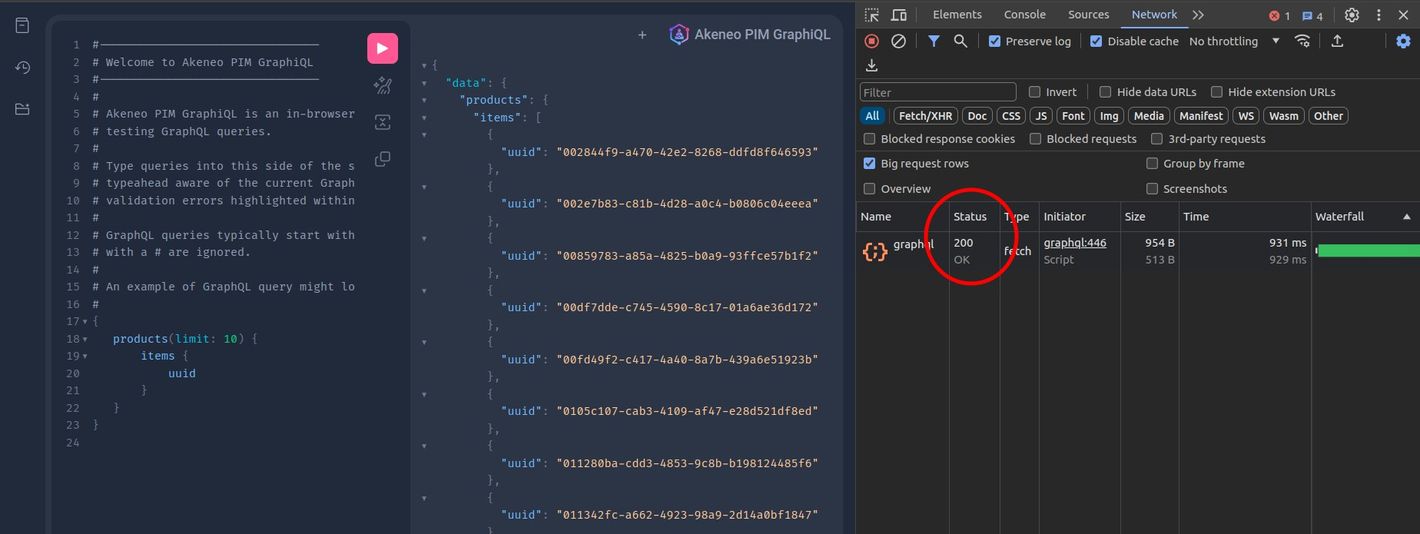 1 #————————————————————————————————
2 # Welcome to Akeneo PIM GraphiQL
3 #————————————————————————————————
4 #
5 # Akeneo PIM GraphiQL is an in-browser
6 # testing GraphQL queries.
7 #
8 # Type queries into this side of the s
9 # typeahead aware of the current Graph
10 # validation errors highlighted within
11 #
12 # GraphQL queries typically start with
13 # with a # are ignored.
14 #
15 # An example of GraphQL query might lo
16 #
17 {
18 products(limit: 10) {
19 items {
20 uuid
21 }
22 }
23 }
24
+ Akeneo PIM GraphiQL
{
"data": {
"products": {
"items": [
{
"uuid": "002844f9-a470-42e2-8268-ddfd8f646593"
},
{
"uuid": "002e7b83-c81b-4d28-a0c4-b0806c04eeea"
},
{
"uuid": "00859783-a85a-4825-b0a9-93ffce57b1f2"
},
{
"uuid": "00df7dde-c745-4590-8c17-01a6ae36d172"
},
{
"uuid": "00fd49f2-c417-4a40-8a7b-439a6e51923b"
},
{
"uuid": "0105c107-cab3-4109-af47-e28d521df8ed"
},
{
"uuid": "011280ba-cdd3-4853-9c8b-b198124485f6"
},
{
"uuid": "011342fc-a662-4923-98a9-2d14a0bf1847"
}
Elements Console Sources Network 1 4
Preserve log Disable cache No throttling
Filter Invert Hide data URLs Hide extension URLs
All Fetch/XHR Doc CSS JS Font Img Media Manifest WS Wasm Other
Blocked response cookies Blocked requests 3rd-party requests
Big request rows Group by frame
Overview Screenshots
Name Status Type Initiator Size Time Waterfall
graphql 200 fetch graphql:446 954 B 931 ms
OK Script 513 B 929 ms